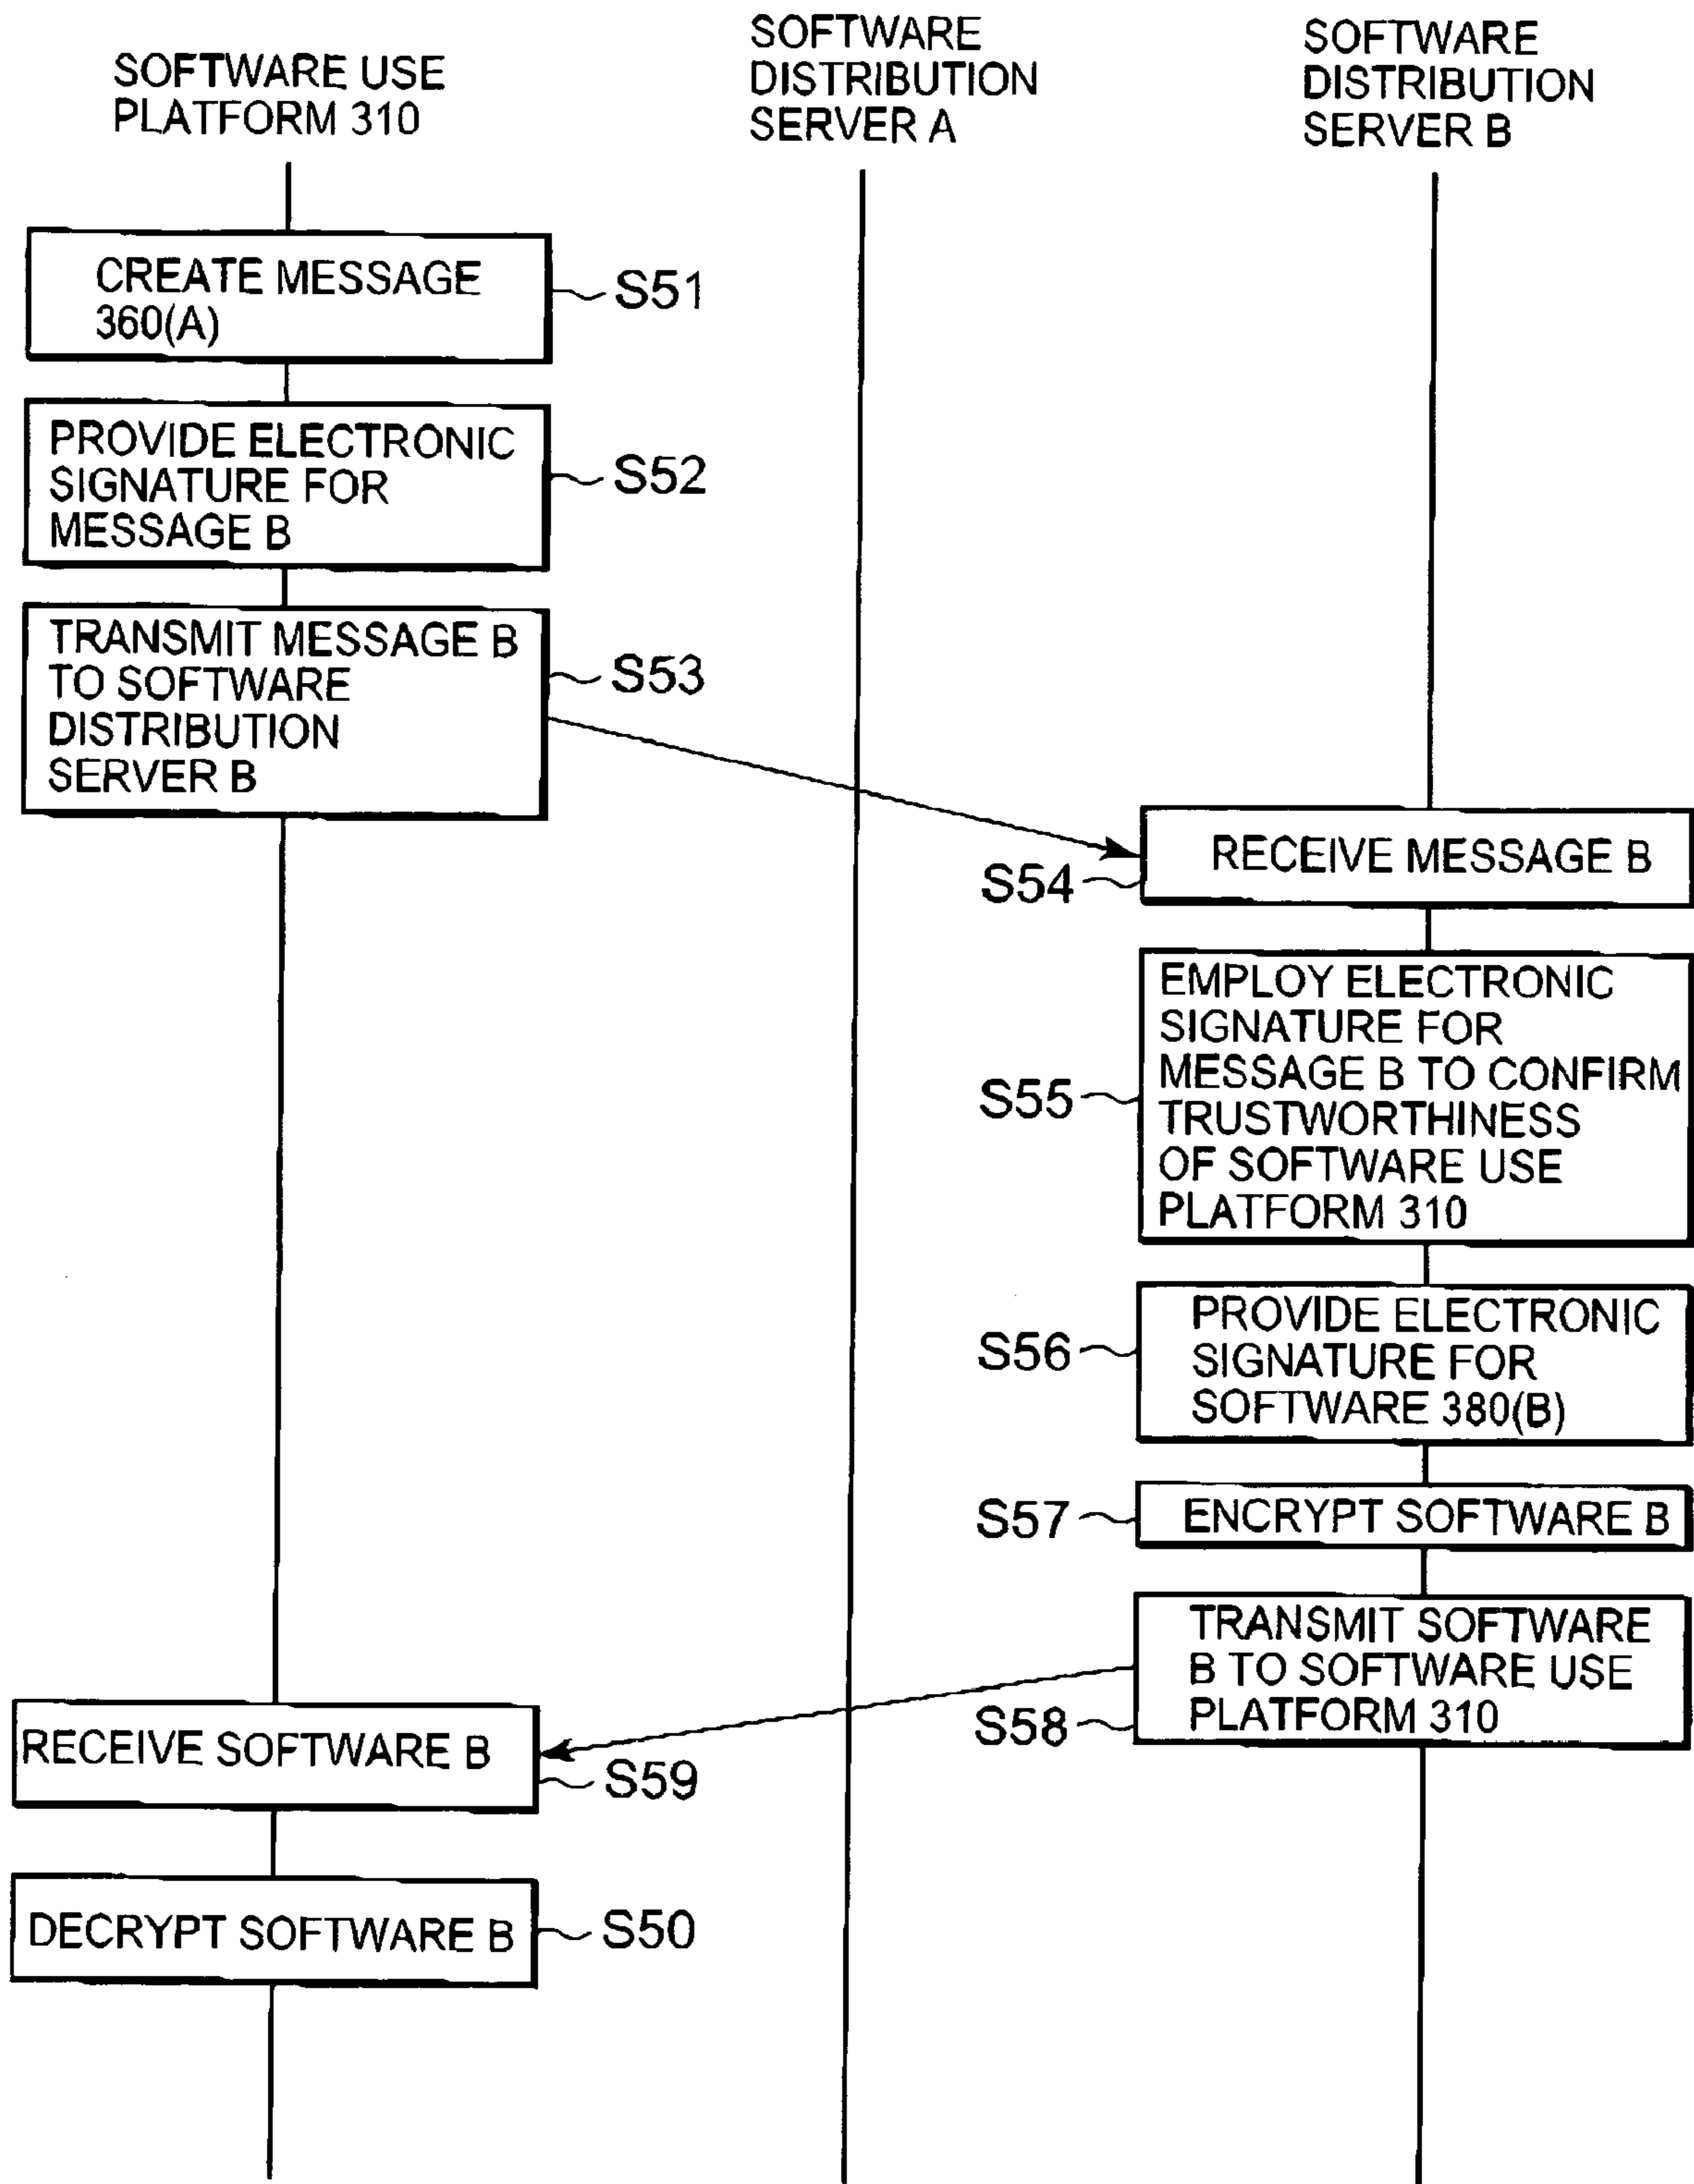 SOFTWARE USE
PLATFORM 310
SOFTWARE
DISTRIBUTION
SERVER A
SOFTWARE
DISTRIBUTION
SERVER B
CREATE MESSAGE
360(A)
S51
PROVIDE ELECTRONIC
SIGNATURE FOR
MESSAGE B
S52
TRANSMIT MESSAGE B
TO SOFTWARE
DISTRIBUTION
SERVER B
S53
RECEIVE MESSAGE B
S54
EMPLOY ELECTRONIC
SIGNATURE FOR
MESSAGE B TO CONFIRM
TRUSTWORTHINESS
OF SOFTWARE USE
PLATFORM 310
S55
PROVIDE ELECTRONIC
SIGNATURE FOR
SOFTWARE 380(B)
S56
ENCRYPT SOFTWARE B
S57
TRANSMIT SOFTWARE
B TO SOFTWARE USE
PLATFORM 310
S58
RECEIVE SOFTWARE B
S59
DECRYPT SOFTWARE B
S50